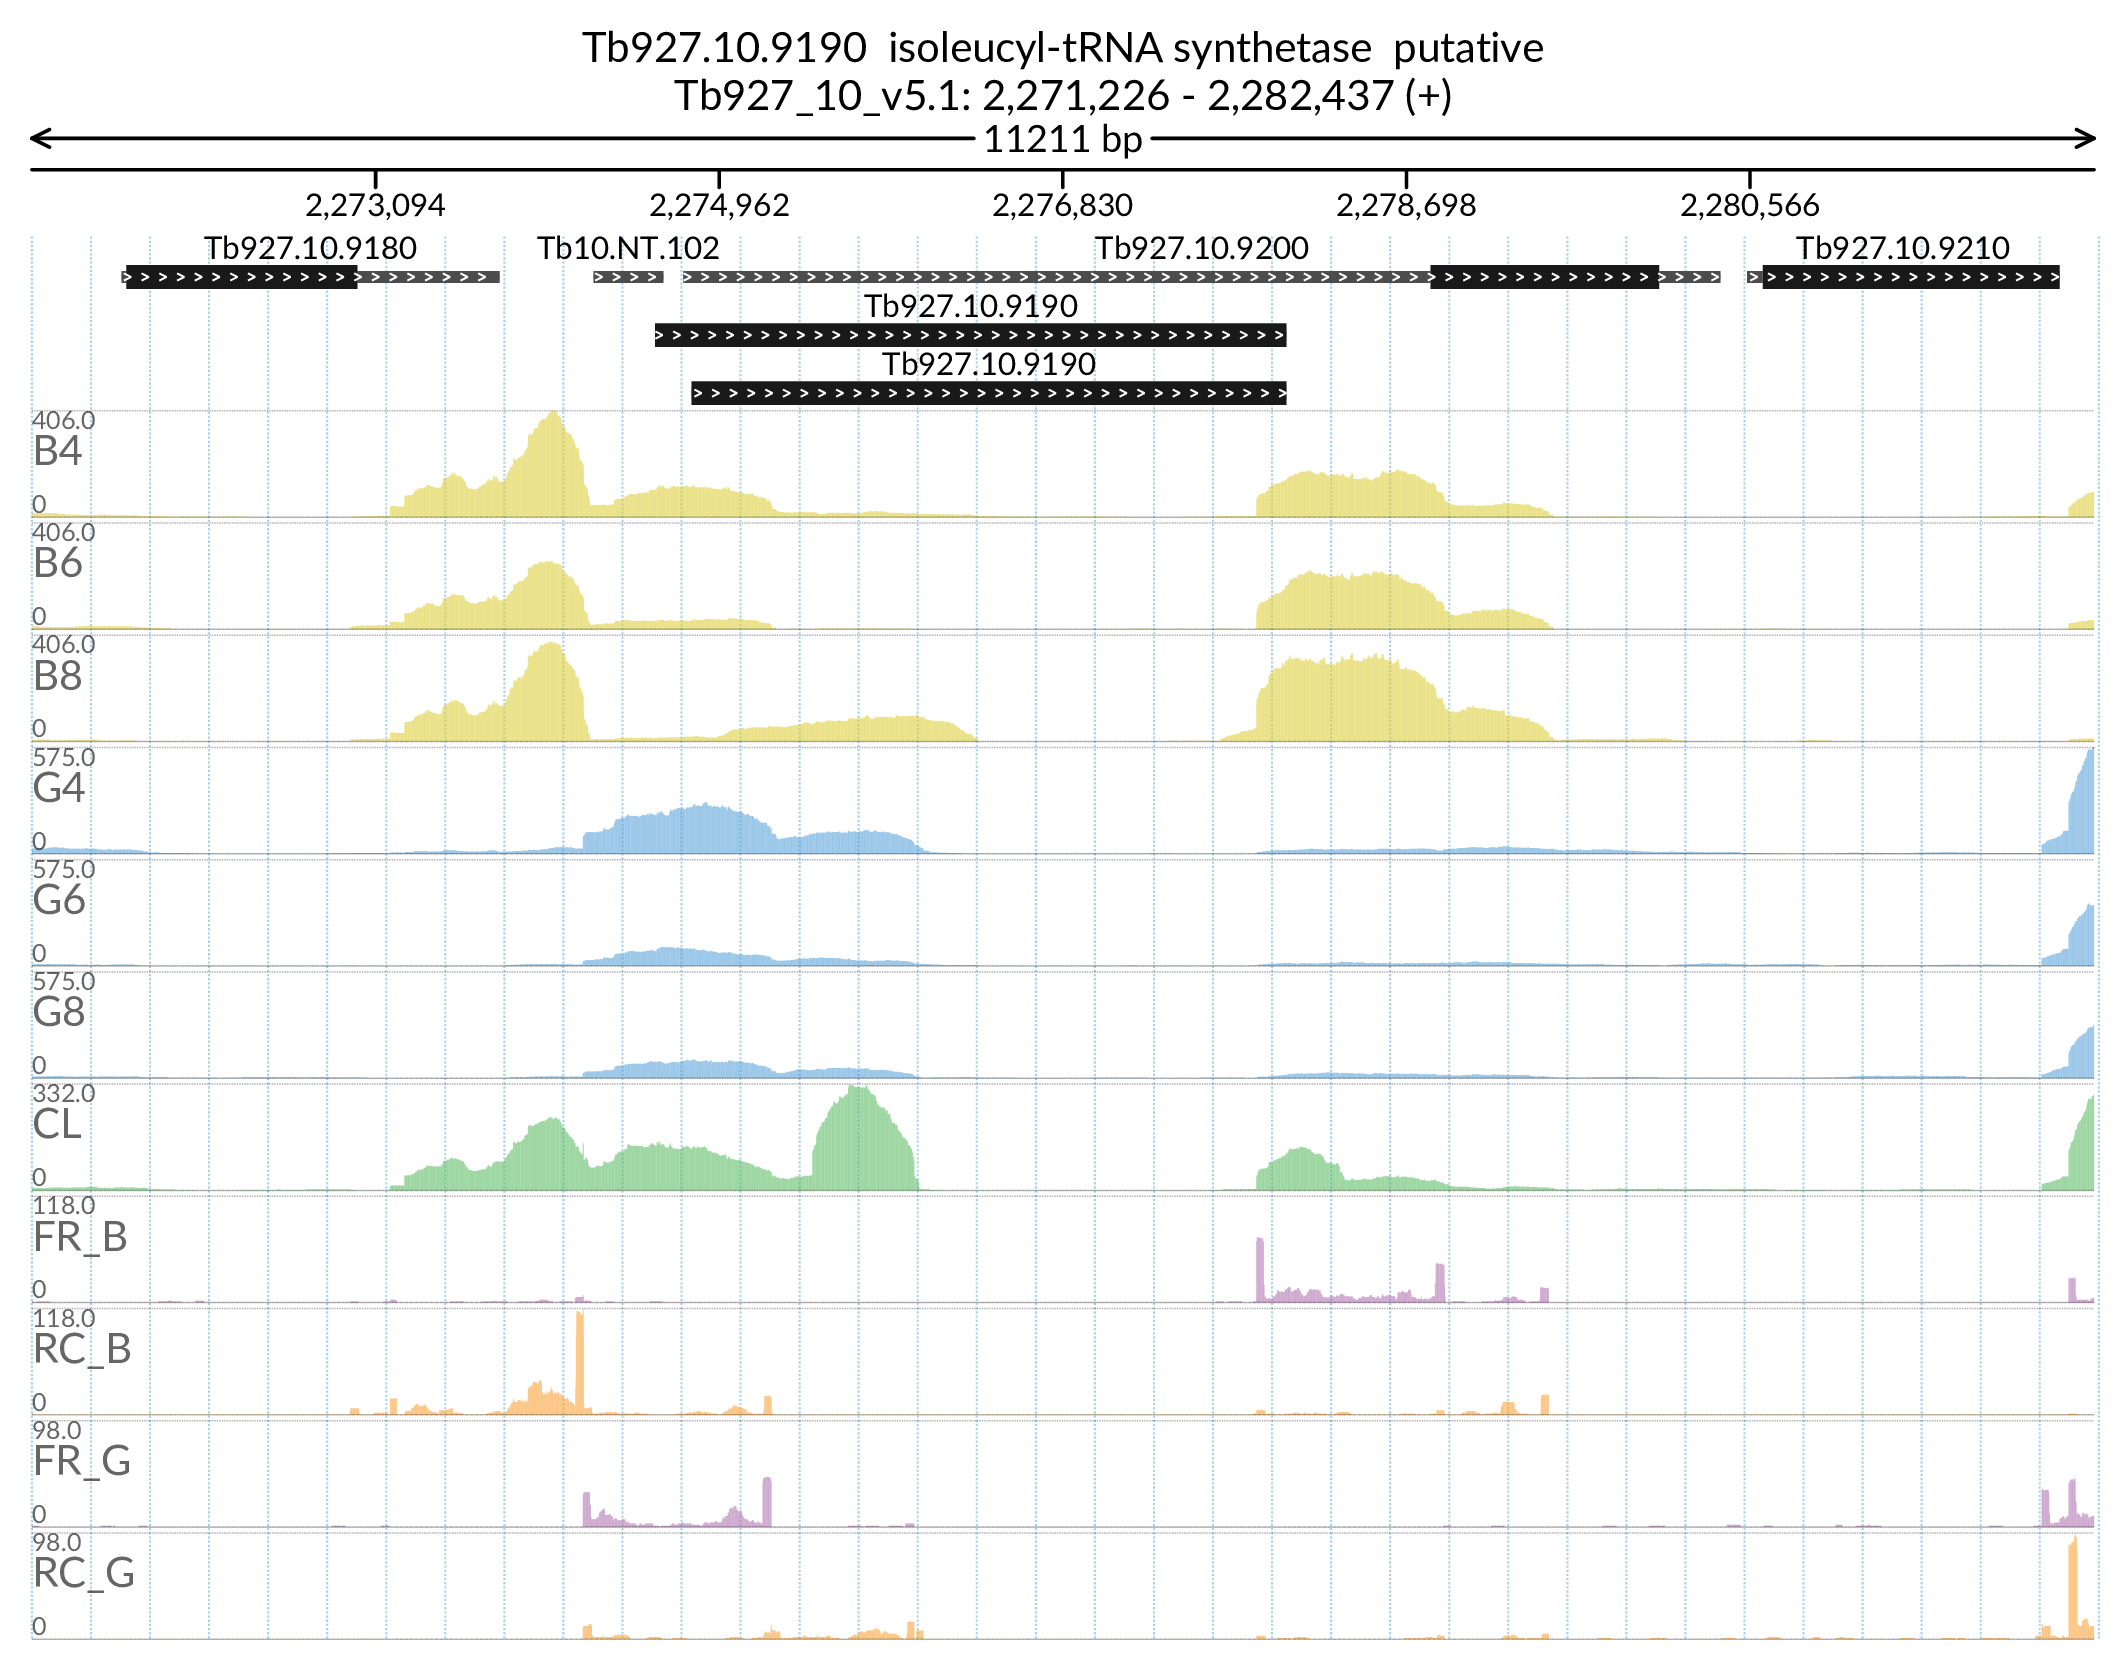 Tb927.10.9190 isoleucyl-tRNA synthetase putative
Tb927_10_v5.1: 2,271,226 - 2,282,437 (+)
11211 bp
2,273,094 2,274,962 2,276,830 2,278,698 2,280,566
Tb927.10.9180 Tb10.NT.102 Tb927.10.9200 Tb927.10.9210
Tb927.10.9190
Tb927.10.9190
406.0
B4
0
406.0
B6
0
406.0
B8
0
575.0
G4
0
575.0
G6
0
575.0
G8
0
332.0
CL
0
118.0
FR_B
0
118.0
RC_B
0
98.0
FR_G
0
98.0
RC_G
0